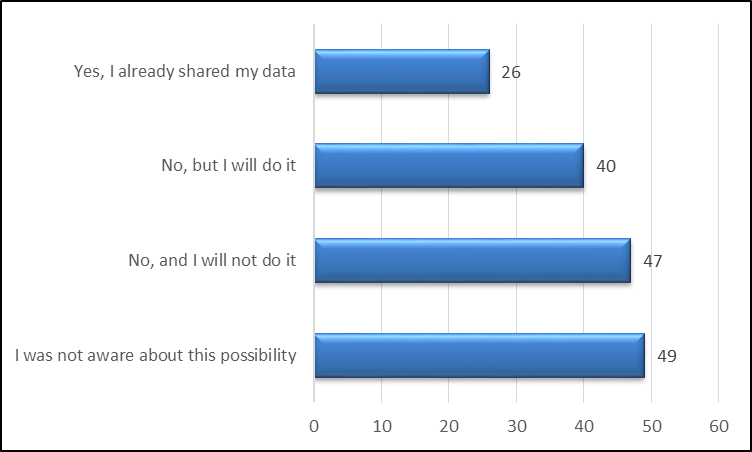 Yes, I already shared my data 26
No, but I will do it 40
No, and I will not do it 47
I was not aware about this possibility 49
0 10 20 30 40 50 60